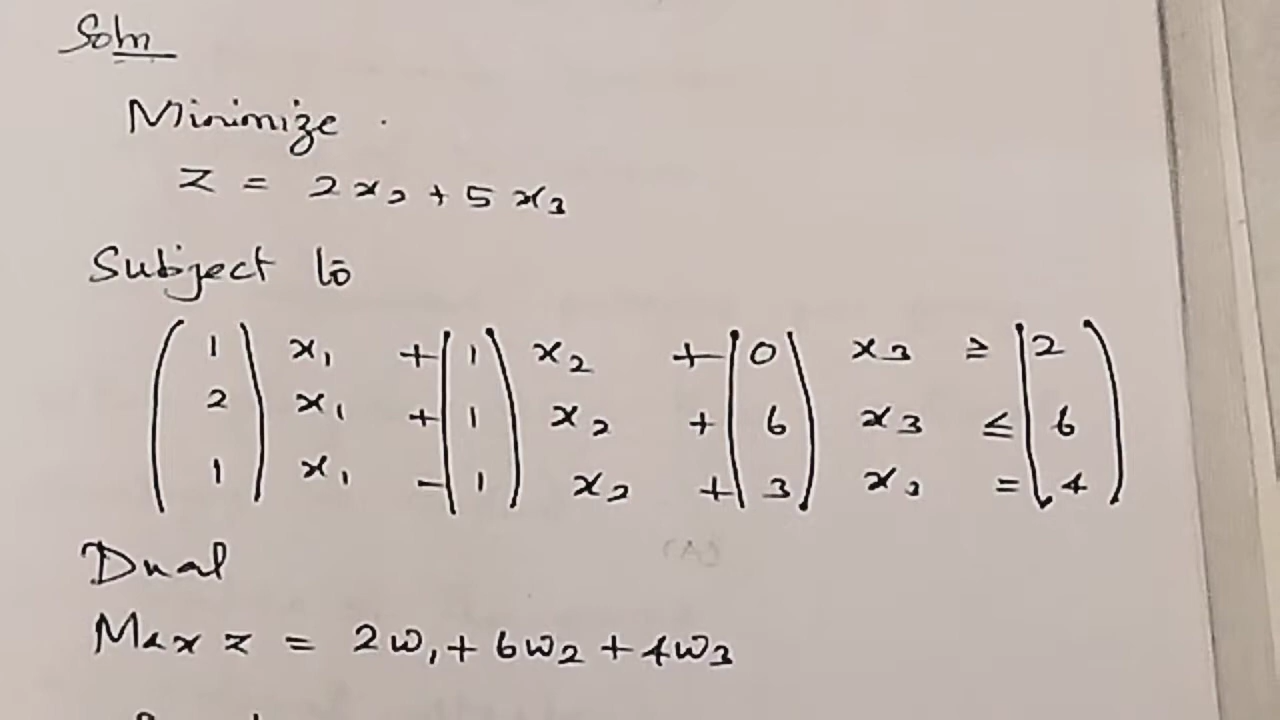 Soln
Minimize
Z = 2x₂ + 5x₃
Subject to
(1) x₁ + (1) x₂ + (0) x₃ ≥ (2)
(2) x₁ + (1) x₂ + (6) x₃ ≤ (6)
(1) x₁ - (1) x₂ + (3) x₃ = (4)
(A)
Dual
Max z = 2w₁ + 6w₂ + 4w₃